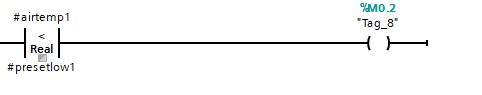 %M0.2
#airtemp1
"Tag_8"
<
Real
#presetlow1